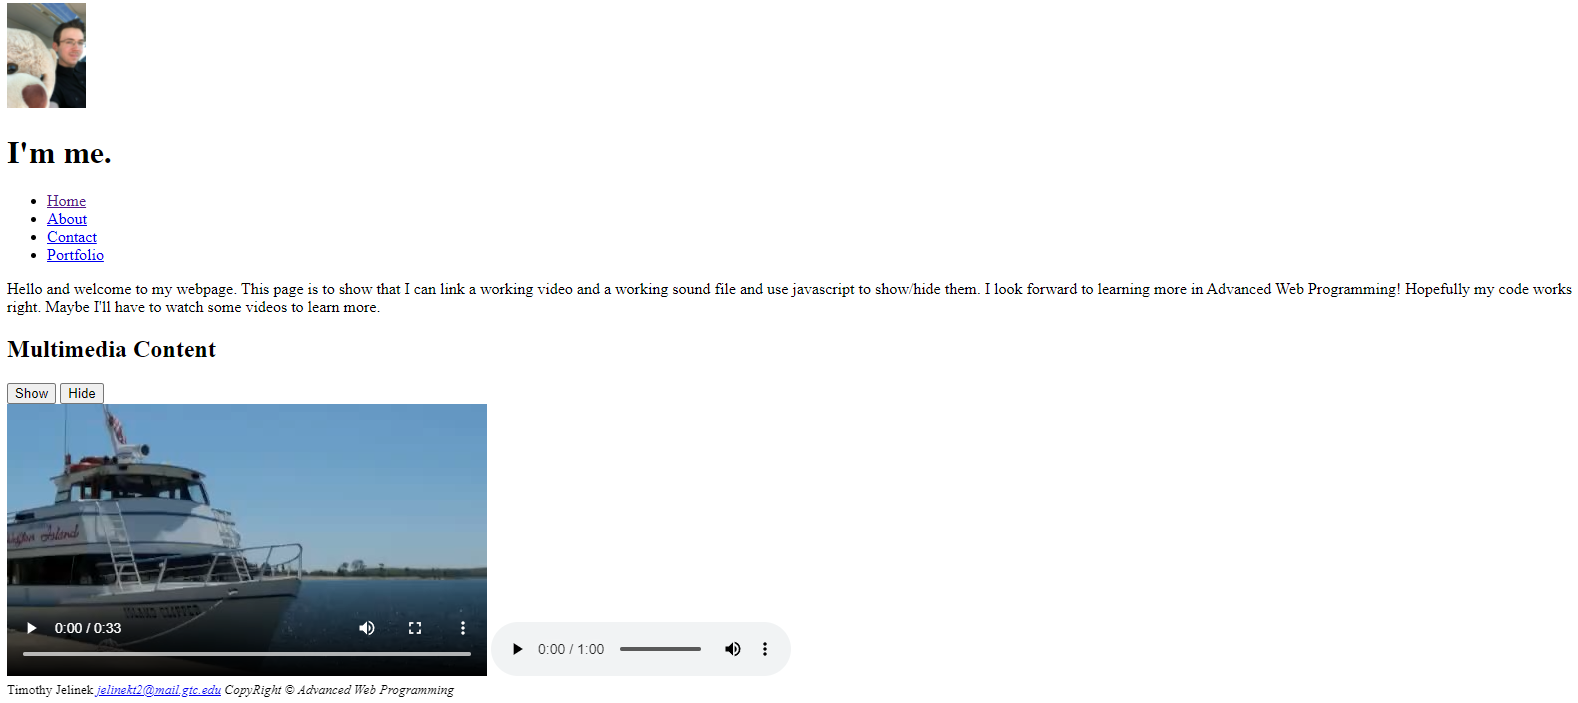 I'm me.
Home
About
Contact
Portfolio
Hello and welcome to my webpage. This page is to show that I can link a working video and a working sound file and use javascript to show/hide them. I look forward to learning more in Advanced Web Programming! Hopefully my code works
right. Maybe I'll have to watch some videos to learn more.
Multimedia Content
Show Hide
Island
ISLAND CLIPPER
0:00 / 0:33
0:00 / 1:00
Timothy Jelinek jelinekt2@mail.gtc.edu CopyRight © Advanced Web Programming